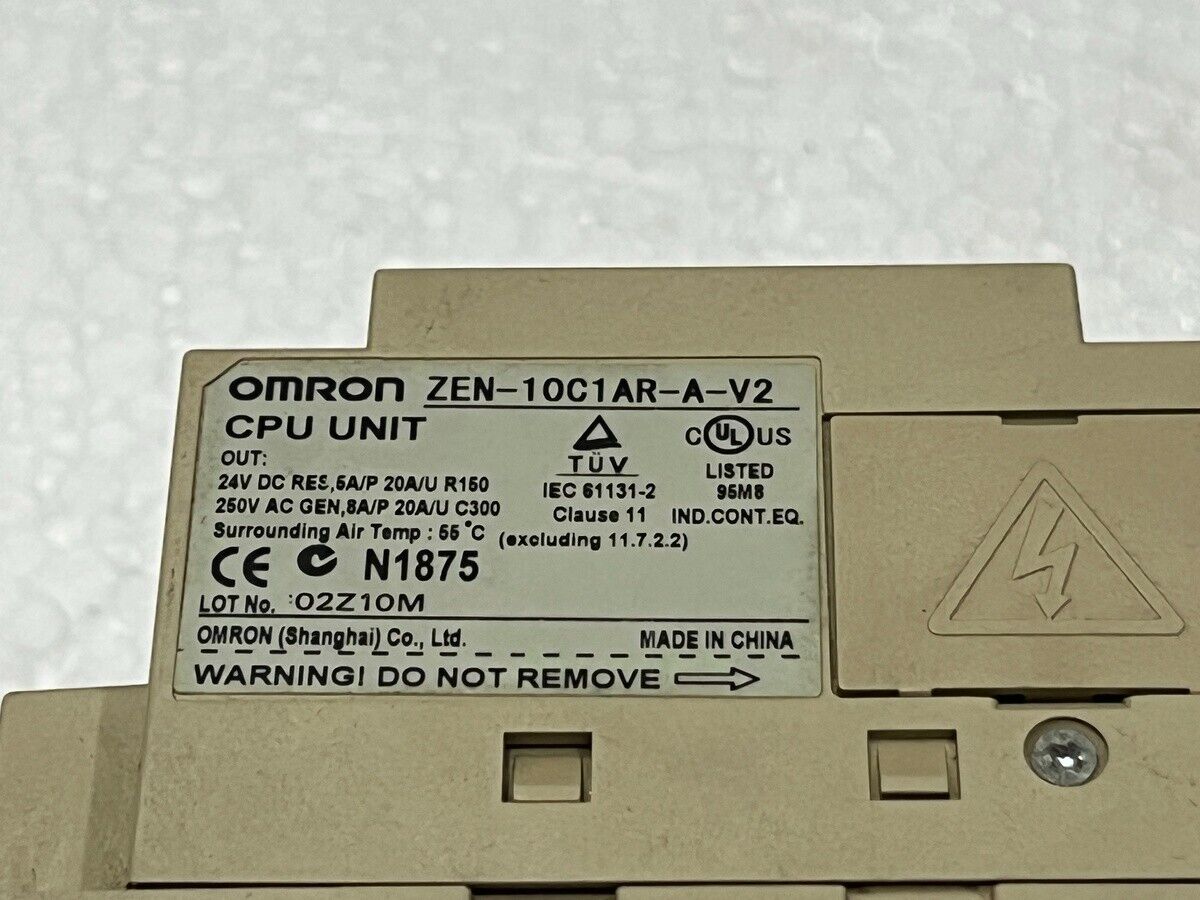 OMRON ZEN-10C1AR-A-V2
CPU UNIT
OUT:
24V DC RES,5A/P 20A/U R150
250V AC GEN,8A/P 20A/U C300
Surrounding Air Temp : 55 °C
TÜV
IEC 61131-2
Clause 11
(excluding 11.7.2.2)
C UL US
LISTED
95M8
IND.CONT.EQ.
CE C N1875
LOT No. :02Z10M
OMRON (Shanghai) Co., Ltd. MADE IN CHINA
WARNING! DO NOT REMOVE